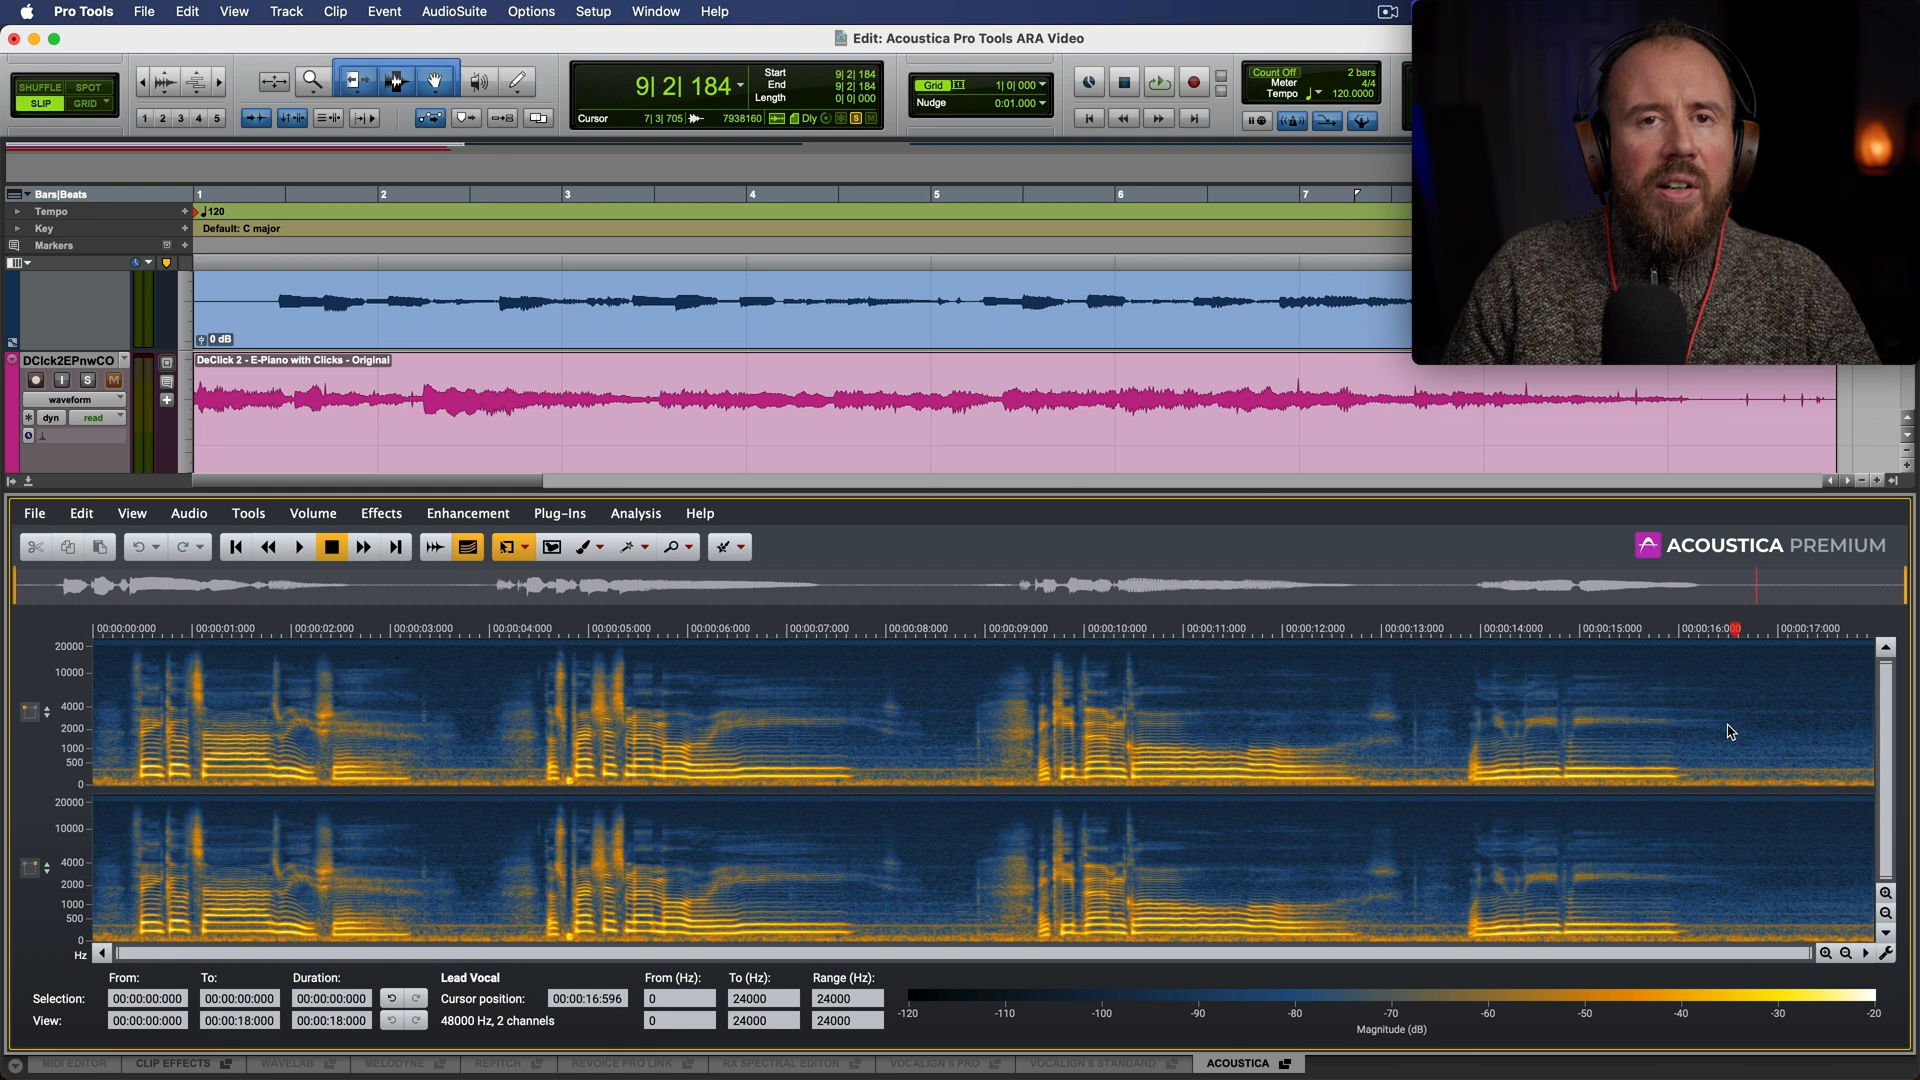 Pro Tools File Edit View Track Clip Event AudioSuite Options Setup Window Help
Edit: Acoustica Pro Tools ARA Video
SHUFFLE SPOT
SLIP GRID
1 2 3 4 5
9| 2| 184
Start 9| 2| 184
End 9| 2| 184
Length 0| 0| 000
Cursor 7| 3| 705 7938160 Dly S M
Grid 1| 0| 000
Nudge 0:01.000
Count Off 2 bars
Meter 4/4
Tempo 120.0000
Bars|Beats 1 2 3 4 5 6 7
Tempo 120
Key Default: C major
Markers
0 dB
DClck2EPnwCO
DeClick 2 - E-Piano with Clicks - Original
I S M
waveform
dyn read
File Edit View Audio Tools Volume Effects Enhancement Plug-Ins Analysis Help
ACOUSTICA PREMIUM
00:00:00:000 00:00:01:000 00:00:02:000 00:00:03:000 00:00:04:000 00:00:05:000 00:00:06:000 00:00:07:000 00:00:08:000 00:00:09:000 00:00:10:000 00:00:11:000 00:00:12:000 00:00:13:000 00:00:14:000 00:00:15:000 00:00:16:000 00:00:17:000
20000
10000
4000
2000
1000
500
0
20000
10000
4000
2000
1000
500
0
Hz
From: To: Duration: Lead Vocal From (Hz): To (Hz): Range (Hz):
Selection: 00:00:00:000 00:00:00:000 00:00:00:000 Cursor position: 00:00:16:596 0 24000 24000
View: 00:00:00:000 00:00:18:000 00:00:18:000 48000 Hz, 2 channels 0 24000 24000
-120 -110 -100 -90 -80 -70 -60 -50 -40 -30 -20
Magnitude (dB)
MIDI EDITOR CLIP EFFECTS WAVELAB MELODYNE REPITCH REVOICE PRO LINK RX SPECTRAL EDITOR VOCALIGN 6 PRO VOCALIGN 6 STANDARD ACOUSTICA